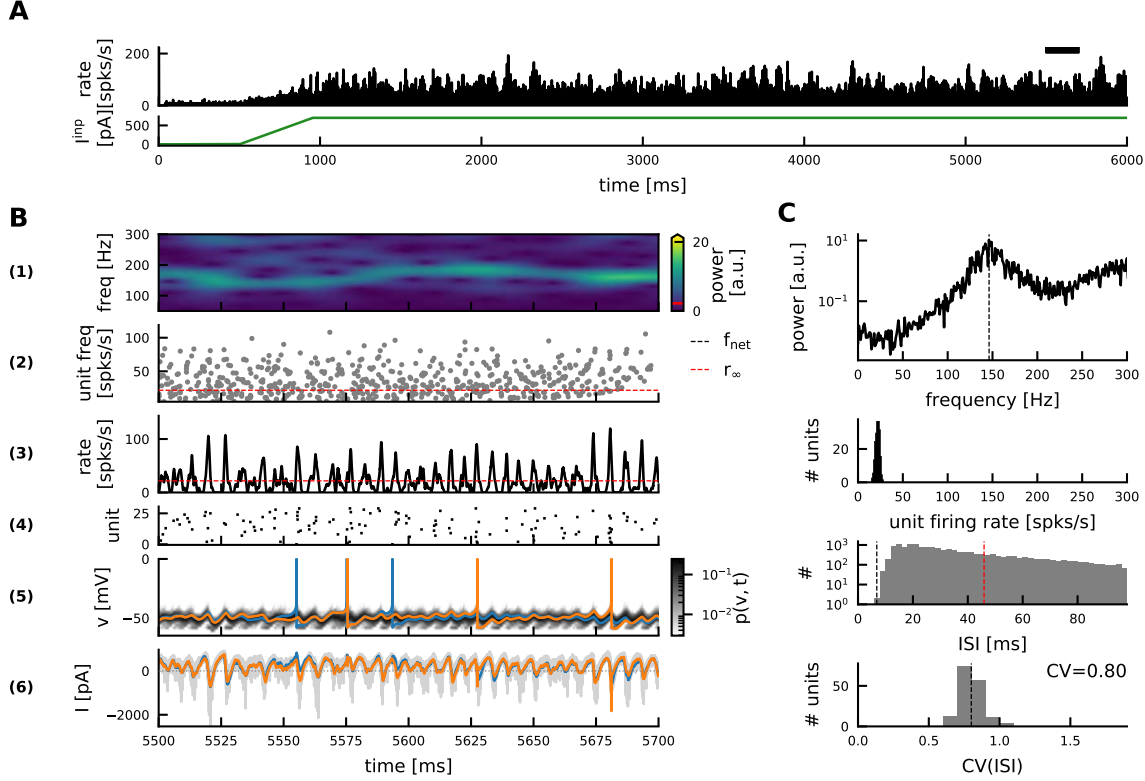 A
rate
[spks/s]
200
0
I^inp
[pA]
500
0
0 1000 2000 3000 4000 5000 6000
time [ms]
B
(1)
freq [Hz]
300
200
100
20
0
power
[a.u.]
(2)
unit freq
[spks/s]
100
50
f_net
r_∞
(3)
rate
[spks/s]
100
0
(4)
unit
25
0
(5)
v [mV]
0
−50
10^−1
10^−2
p(v, t)
(6)
I [pA]
0
−2000
5500 5525 5550 5575 5600 5625 5650 5675 5700
time [ms]
C
power [a.u.]
10^1
10^−1
0 50 100 150 200 250 300
frequency [Hz]
# units
20
0
0 50 100 150 200 250 300
unit firing rate [spks/s]
#
10^3
10^2
10^1
10^0
0 20 40 60 80
ISI [ms]
# units
50
0
CV=0.80
0.0 0.5 1.0 1.5
CV(ISI)